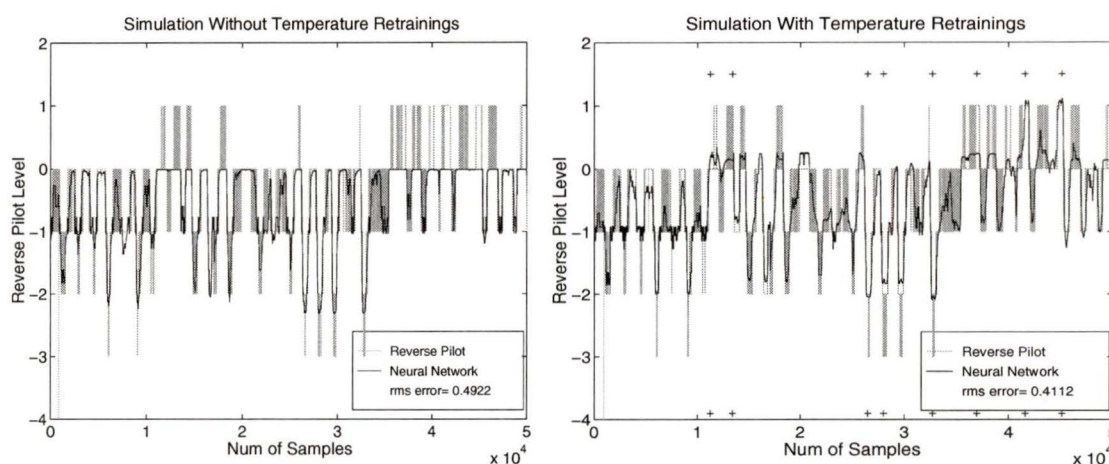 Simulation Without Temperature Retrainings
2
1
0
−1
−2
−3
−4
Reverse Pilot Level
Reverse Pilot
Neural Network
rms error= 0.4922
0
1
2
3
4
5
Num of Samples
x 10^4
Simulation With Temperature Retrainings
2
1
0
−1
−2
−3
−4
Reverse Pilot Level
Reverse Pilot
Neural Network
rms error= 0.4112
0
1
2
3
4
5
Num of Samples
x 10^4